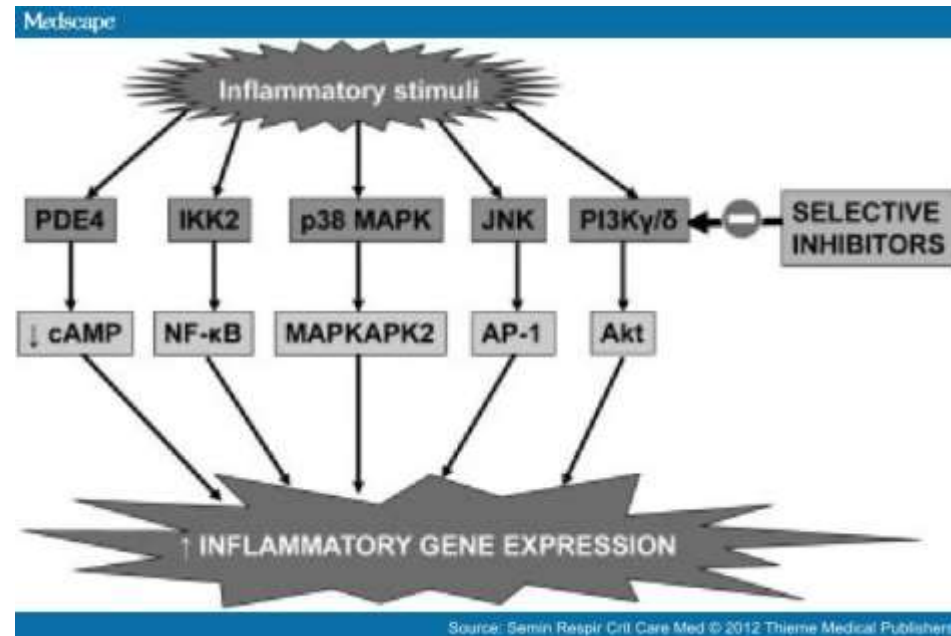 Medscape
Inflammatory stimuli
PDE4
IKK2
p38 MAPK
JNK
PI3Kγ/δ
SELECTIVE
INHIBITORS
↓ cAMP
NF-κB
MAPKAPK2
AP-1
Akt
↑ INFLAMMATORY GENE EXPRESSION
Source: Semin Respir Crit Care Med © 2012 Thieme Medical Publishers